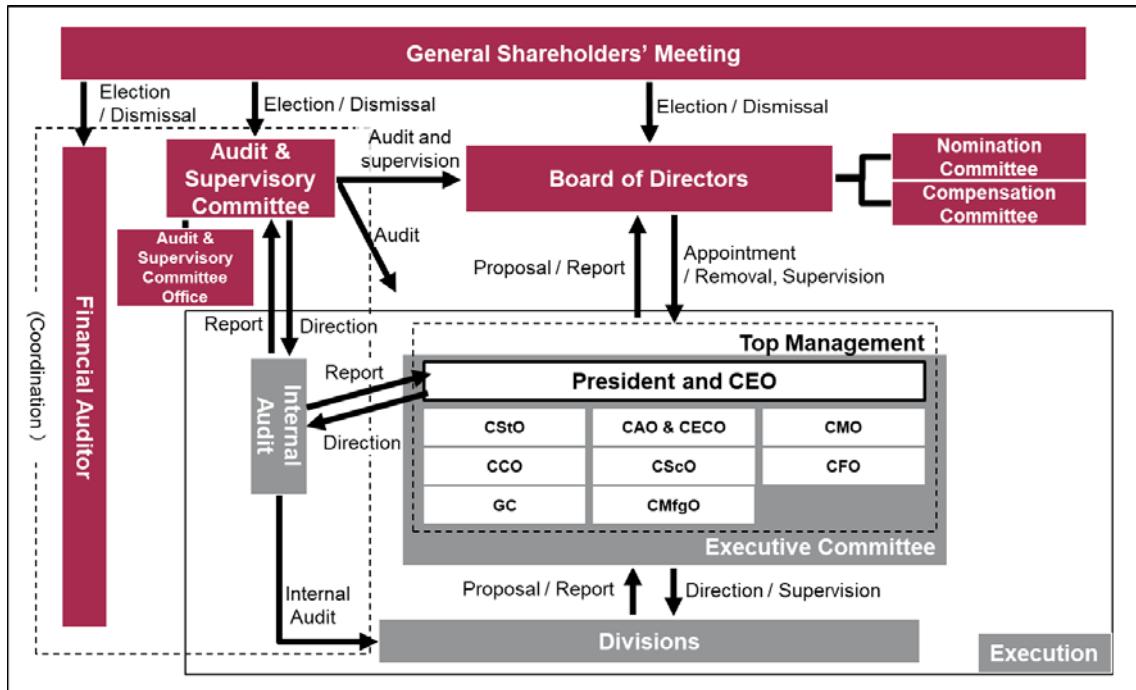 General Shareholders' Meeting
Election
/ Dismissal
Election / Dismissal
Election / Dismissal
Audit &
Supervisory
Committee
Audit and
supervision
Board of Directors
Nomination
Committee
Compensation
Committee
Audit &
Supervisory
Committee
Office
Audit
Proposal / Report
Appointment
/ Removal, Supervision
Financial Auditor
(Coordination)
Report
Direction
Internal
Audit
Report
Direction
Top Management
President and CEO
CStO
CAO & CECO
CMO
CCO
CScO
CFO
GC
CMfgO
Executive Committee
Internal
Audit
Proposal / Report
Direction / Supervision
Divisions
Execution